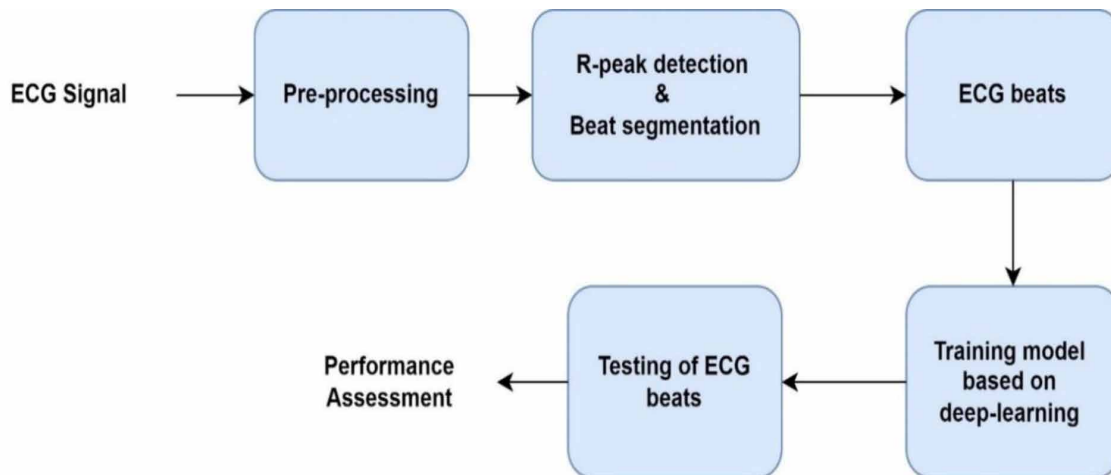 ECG Signal
Pre-processing
R-peak detection
&
Beat segmentation
ECG beats
Training model
based on
deep-learning
Testing of ECG
beats
Performance
Assessment